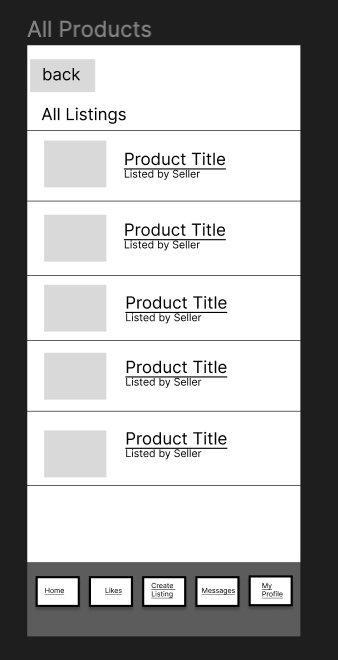 All Products
back
All Listings
Product Title
Listed by Seller
Product Title
Listed by Seller
Product Title
Listed by Seller
Product Title
Listed by Seller
Product Title
Listed by Seller
Home
Likes
Create
Listing
Messages
My
Profile